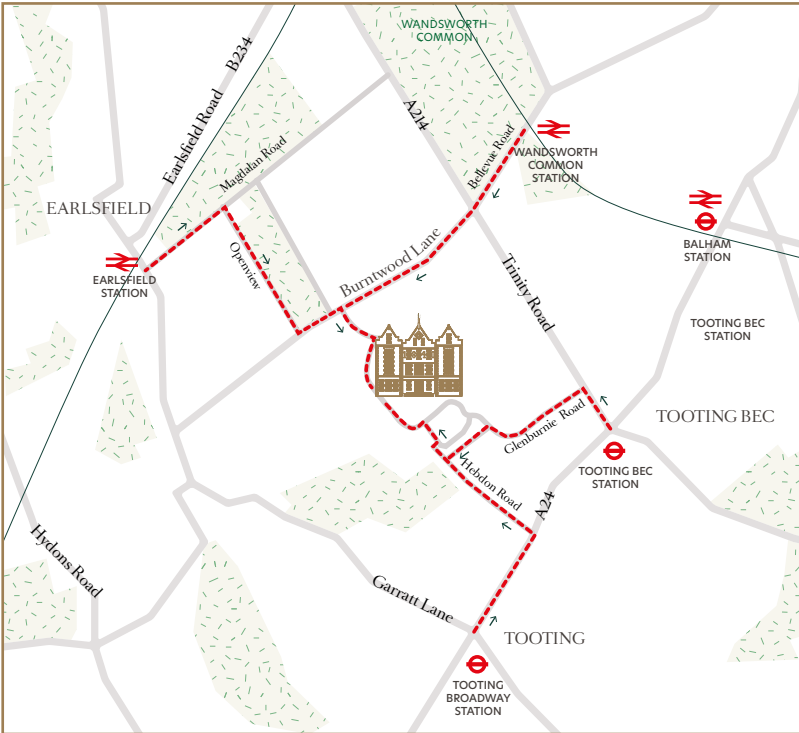 WANDSWORTH
COMMON
B234
Earlsfield Road
A214
Magdalan Road
Bellevue Road
WANDSWORTH
COMMON
STATION
EARLSFIELD
Openview
Burntwood Lane
BALHAM
STATION
EARLSFIELD
STATION
Trinity Road
TOOTING BEC
STATION
TOOTING BEC
Glenburnie Road
TOOTING BEC
STATION
Hebdon Road
A24
Hydons Road
Garratt Lane
TOOTING
TOOTING
BROADWAY
STATION